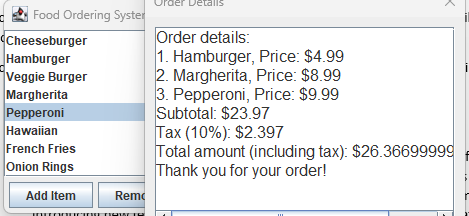 Food Ordering System
Order Details
Cheeseburger
Hamburger
Veggie Burger
Margherita
Pepperoni
Hawaiian
French Fries
Onion Rings
Add Item
Order details:
1. Hamburger, Price: $4.99
2. Margherita, Price: $8.99
3. Pepperoni, Price: $9.99
Subtotal: $23.97
Tax (10%): $2.397
Total amount (including tax): $26.36699999
Thank you for your order!